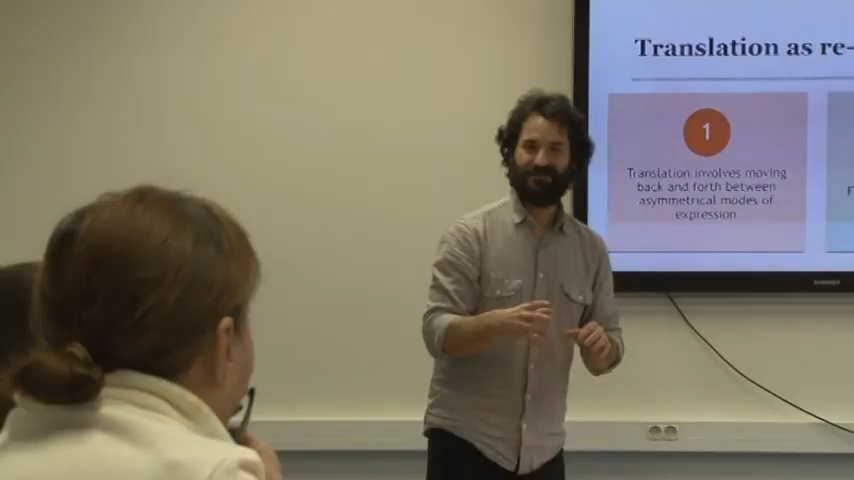 Translation as re-
1
Translation involves moving
back and forth between
asymmetrical modes of
expression